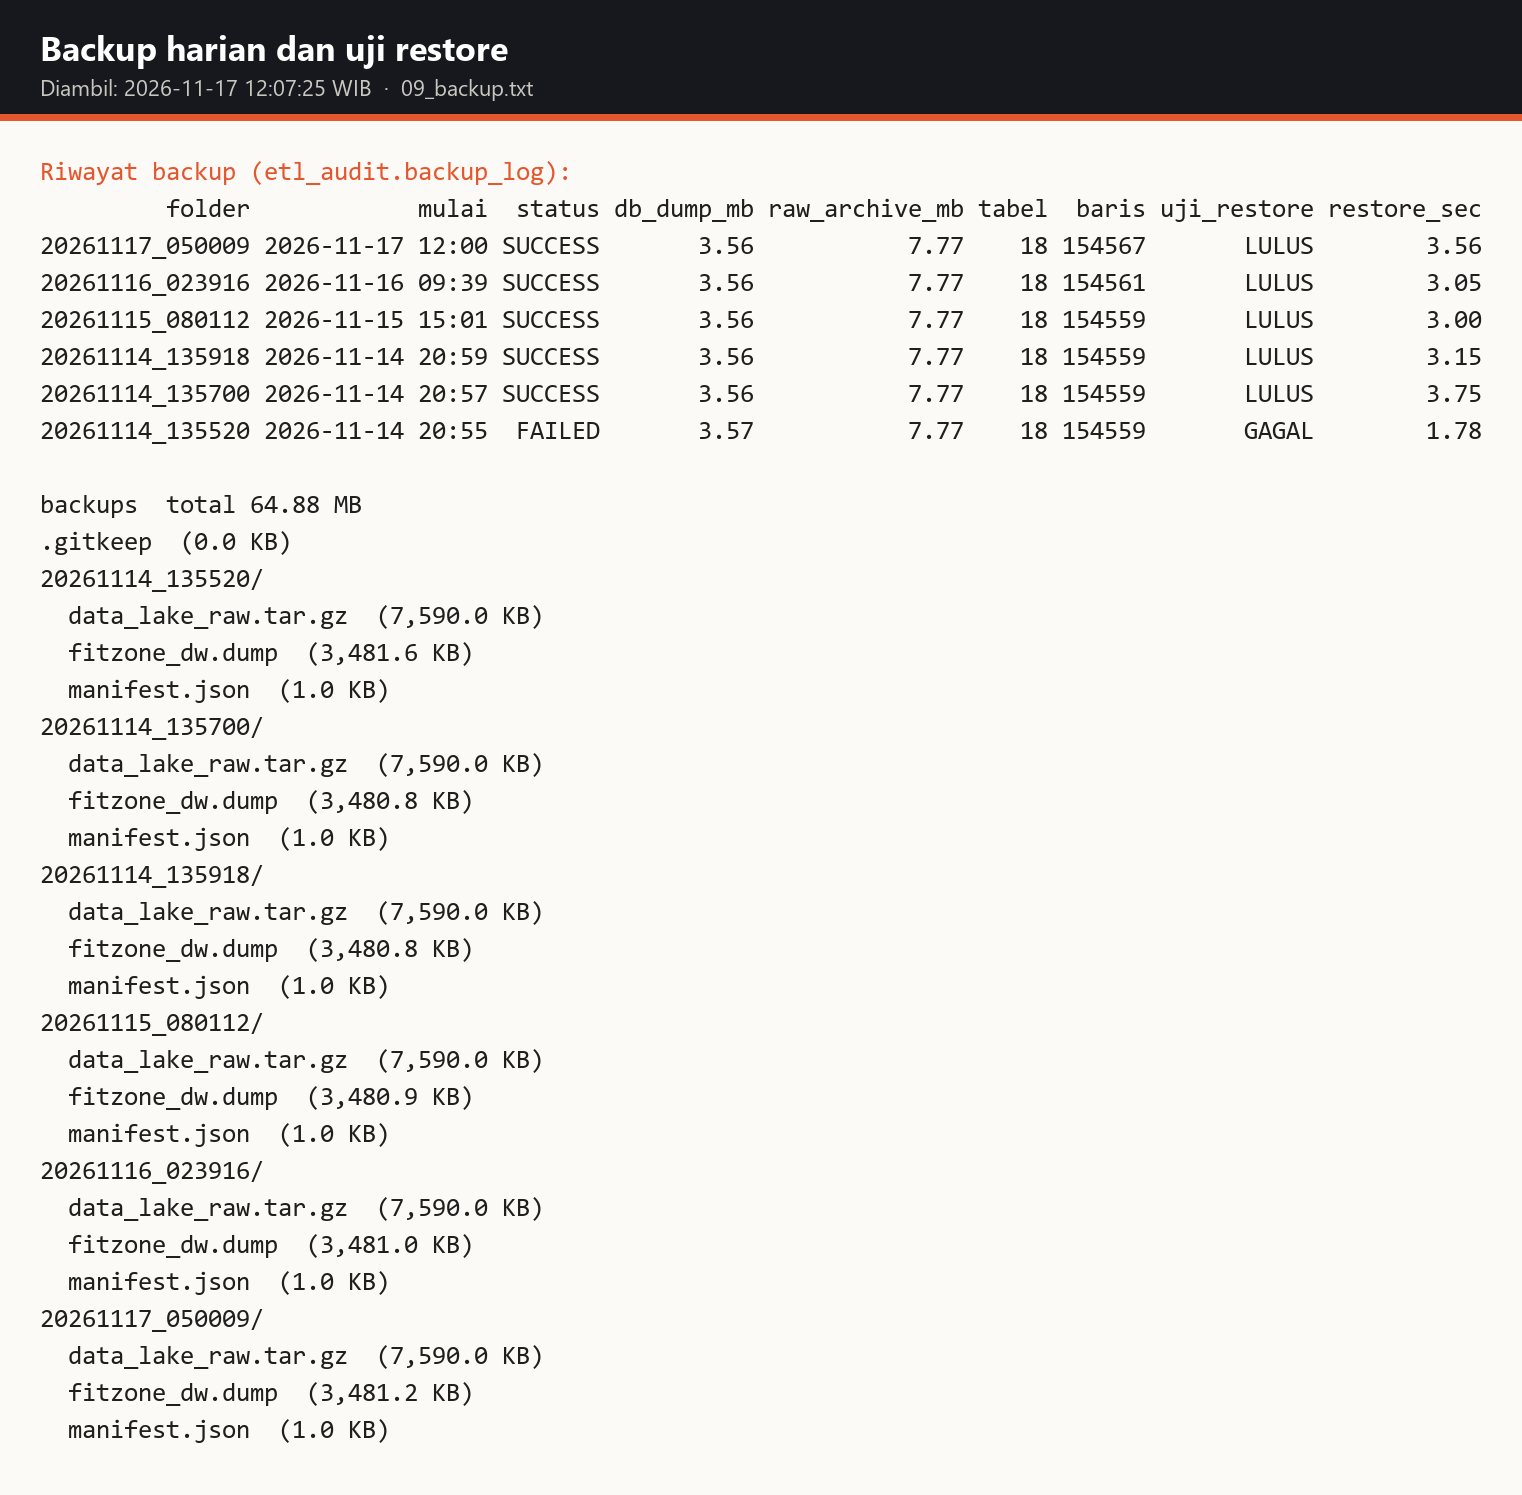 Backup harian dan uji restore
Diambil: 2026-11-17 12:07:25 WIB · 09_backup.txt
Riwayat backup (etl_audit.backup_log):
folder mulai status db_dump_mb raw_archive_mb tabel baris uji_restore restore_sec
20261117_050009 2026-11-17 12:00 SUCCESS 3.56 7.77 18 154567 LULUS 3.56
20261116_023916 2026-11-16 09:39 SUCCESS 3.56 7.77 18 154561 LULUS 3.05
20261115_080112 2026-11-15 15:01 SUCCESS 3.56 7.77 18 154559 LULUS 3.00
20261114_135918 2026-11-14 20:59 SUCCESS 3.56 7.77 18 154559 LULUS 3.15
20261114_135700 2026-11-14 20:57 SUCCESS 3.56 7.77 18 154559 LULUS 3.75
20261114_135520 2026-11-14 20:55 FAILED 3.57 7.77 18 154559 GAGAL 1.78
backups total 64.88 MB
.gitkeep (0.0 KB)
20261114_135520/
data_lake_raw.tar.gz (7,590.0 KB)
fitzone_dw.dump (3,481.6 KB)
manifest.json (1.0 KB)
20261114_135700/
data_lake_raw.tar.gz (7,590.0 KB)
fitzone_dw.dump (3,480.8 KB)
manifest.json (1.0 KB)
20261114_135918/
data_lake_raw.tar.gz (7,590.0 KB)
fitzone_dw.dump (3,480.8 KB)
manifest.json (1.0 KB)
20261115_080112/
data_lake_raw.tar.gz (7,590.0 KB)
fitzone_dw.dump (3,480.9 KB)
manifest.json (1.0 KB)
20261116_023916/
data_lake_raw.tar.gz (7,590.0 KB)
fitzone_dw.dump (3,481.0 KB)
manifest.json (1.0 KB)
20261117_050009/
data_lake_raw.tar.gz (7,590.0 KB)
fitzone_dw.dump (3,481.2 KB)
manifest.json (1.0 KB)